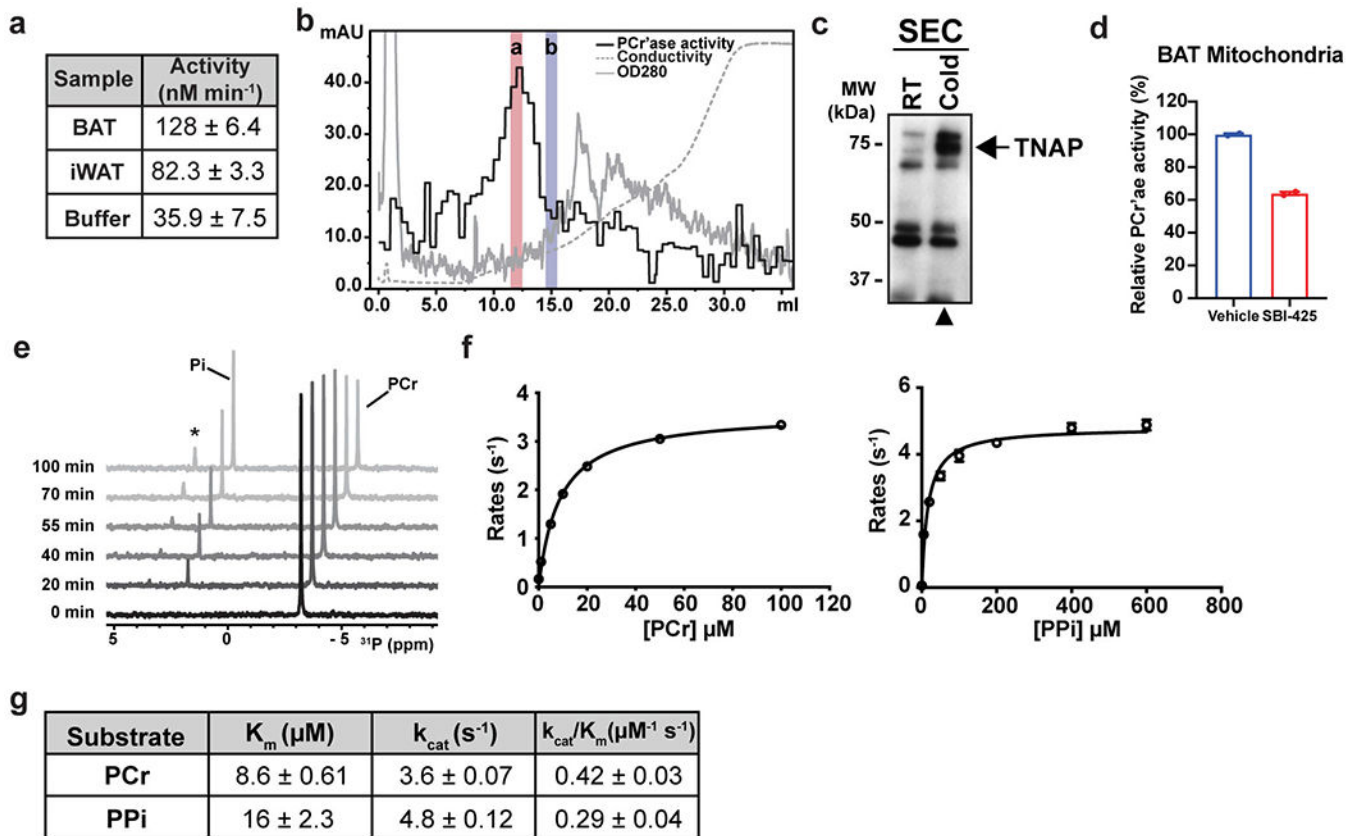 a
Sample Activity (nM min⁻¹)
BAT 128 ± 6.4
iWAT 82.3 ± 3.3
Buffer 35.9 ± 7.5
b
mAU
40.0
30.0
20.0
10.0
0.0
0.0 5.0 10.0 15.0 20.0 25.0 30.0 ml
a b
PCr'ase activity
Conductivity
OD280
c
SEC
MW (kDa) RT Cold
75 -
50 -
37 -
TNAP
d
BAT Mitochondria
Relative PCr'ae activity (%)
120
100
80
60
40
20
0
Vehicle SBI-425
e
Pi
PCr
*
100 min
70 min
55 min
40 min
20 min
0 min
5 0 - 5 ³¹P (ppm)
f
Rates (s⁻¹)
4
3
2
1
0
0 20 40 60 80 100 120
[PCr] µM
Rates (s⁻¹)
6
4
2
0
0 200 400 600 800
[PPi] µM
g
Substrate Kₘ (µM) k_cat (s⁻¹) k_cat/Kₘ (µM⁻¹ s⁻¹)
PCr 8.6 ± 0.61 3.6 ± 0.07 0.42 ± 0.03
PPi 16 ± 2.3 4.8 ± 0.12 0.29 ± 0.04